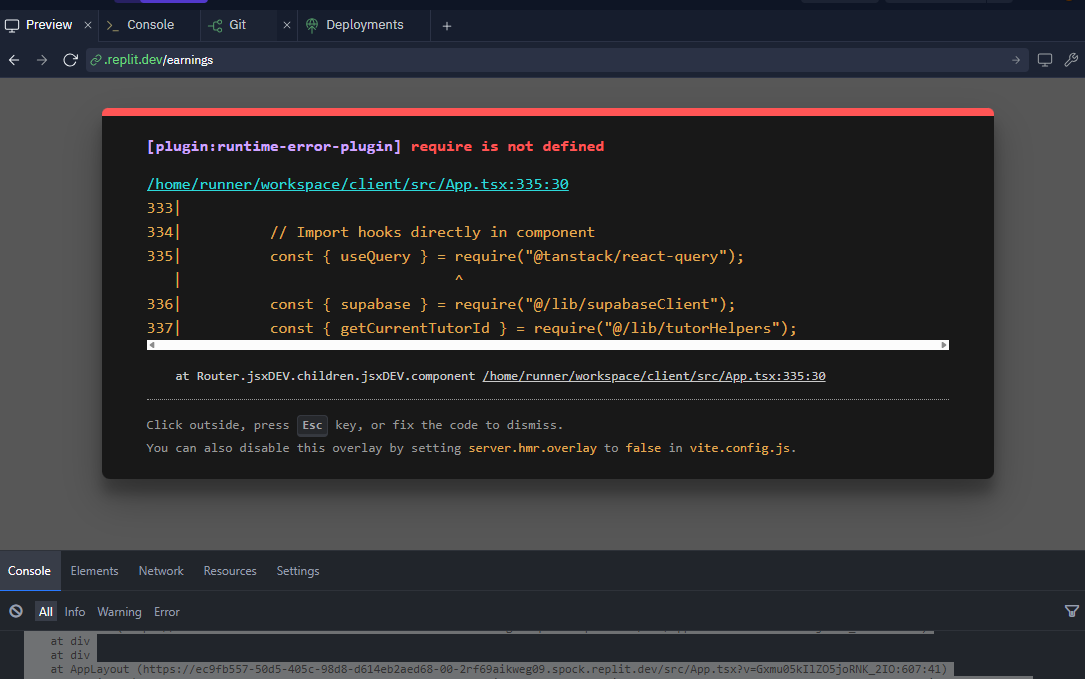 Preview × Console Git × Deployments +
.replit.dev/earnings
[plugin:runtime-error-plugin] require is not defined
/home/runner/workspace/client/src/App.tsx:335:30
333|
334| // Import hooks directly in component
335| const { useQuery } = require("@tanstack/react-query");
| ^
336| const { supabase } = require("@/lib/supabaseClient");
337| const { getCurrentTutorId } = require("@/lib/tutorHelpers");
at Router.jsxDEV.children.jsxDEV.component /home/runner/workspace/client/src/App.tsx:335:30
Click outside, press Esc key, or fix the code to dismiss.
You can also disable this overlay by setting server.hmr.overlay to false in vite.config.js.
Console Elements Network Resources Settings
All Info Warning Error
at div
at div
at AppLayout (https://ec9fb557-50d5-405c-98d8-d614eb2aed68-00-2rf69aikweg09.spock.replit.dev/src/App.tsx?v=Gxmu05kIlZO5joRNK_2IO:607:41)